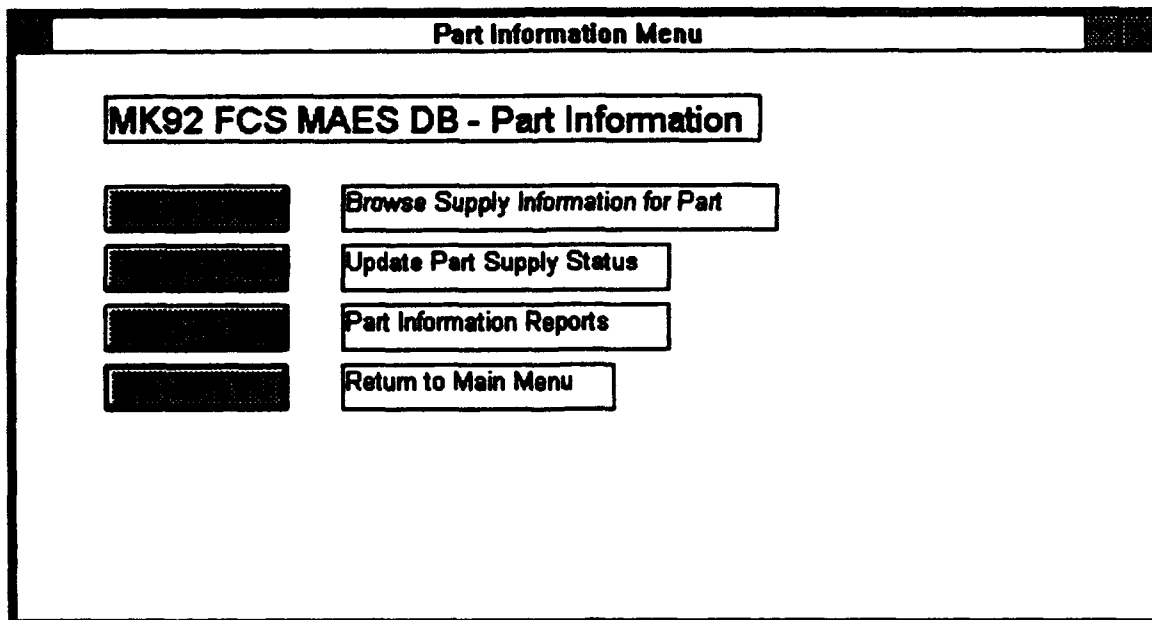 Part Information Menu
MK92 FCS MAES DB - Part Information
Browse Supply Information for Part
Update Part Supply Status
Part Information Reports
Return to Main Menu